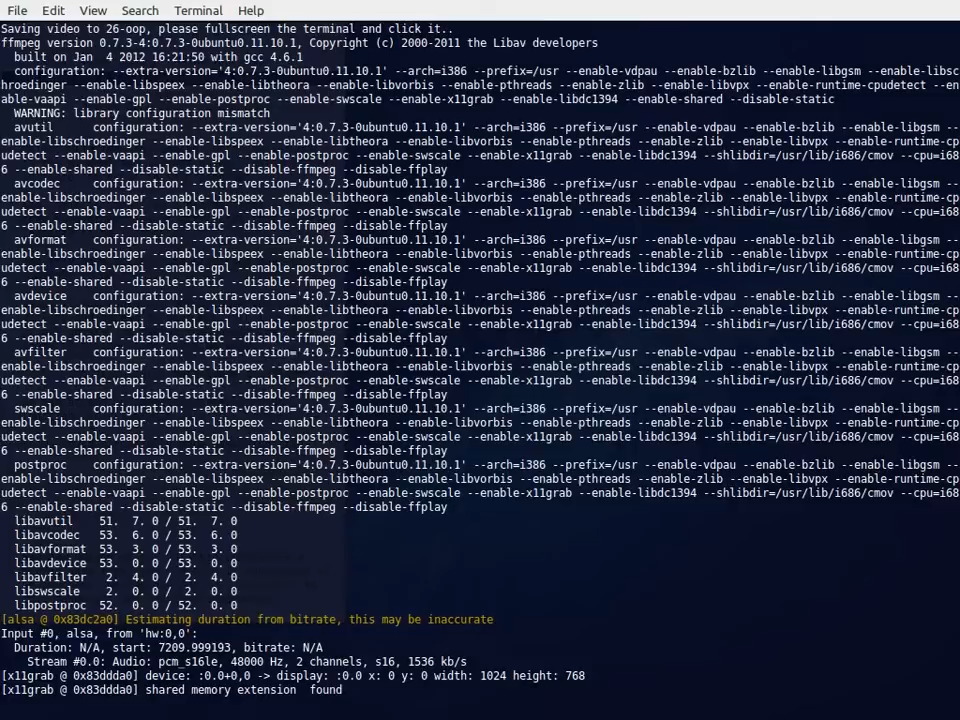 File Edit View Search Terminal Help
Saving video to 26-oop, please fullscreen the terminal and click it..
ffmpeg version 0.7.3-4:0.7.3-0ubuntu0.11.10.1, Copyright (c) 2000-2011 the Libav developers
  built on Jan  4 2012 16:21:50 with gcc 4.6.1
  configuration: --extra-version='4:0.7.3-0ubuntu0.11.10.1' --arch=i386 --prefix=/usr --enable-vdpau --enable-bzlib --enable-libgsm --enable-libsc
hroedinger --enable-libspeex --enable-libtheora --enable-libvorbis --enable-pthreads --enable-zlib --enable-libvpx --enable-runtime-cpudetect --en
able-vaapi --enable-gpl --enable-postproc --enable-swscale --enable-x11grab --enable-libdc1394 --enable-shared --disable-static
  WARNING: library configuration mismatch
  avutil     configuration: --extra-version='4:0.7.3-0ubuntu0.11.10.1' --arch=i386 --prefix=/usr --enable-vdpau --enable-bzlib --enable-libgsm --
enable-libschroedinger --enable-libspeex --enable-libtheora --enable-libvorbis --enable-pthreads --enable-zlib --enable-libvpx --enable-runtime-cp
udetect --enable-vaapi --enable-gpl --enable-postproc --enable-swscale --enable-x11grab --enable-libdc1394 --shlibdir=/usr/lib/i686/cmov --cpu=i68
6 --enable-shared --disable-static --disable-ffmpeg --disable-ffplay
  avcodec    configuration: --extra-version='4:0.7.3-0ubuntu0.11.10.1' --arch=i386 --prefix=/usr --enable-vdpau --enable-bzlib --enable-libgsm --
enable-libschroedinger --enable-libspeex --enable-libtheora --enable-libvorbis --enable-pthreads --enable-zlib --enable-libvpx --enable-runtime-cp
udetect --enable-vaapi --enable-gpl --enable-postproc --enable-swscale --enable-x11grab --enable-libdc1394 --shlibdir=/usr/lib/i686/cmov --cpu=i68
6 --enable-shared --disable-static --disable-ffmpeg --disable-ffplay
  avformat   configuration: --extra-version='4:0.7.3-0ubuntu0.11.10.1' --arch=i386 --prefix=/usr --enable-vdpau --enable-bzlib --enable-libgsm --
enable-libschroedinger --enable-libspeex --enable-libtheora --enable-libvorbis --enable-pthreads --enable-zlib --enable-libvpx --enable-runtime-cp
udetect --enable-vaapi --enable-gpl --enable-postproc --enable-swscale --enable-x11grab --enable-libdc1394 --shlibdir=/usr/lib/i686/cmov --cpu=i68
6 --enable-shared --disable-static --disable-ffmpeg --disable-ffplay
  avdevice   configuration: --extra-version='4:0.7.3-0ubuntu0.11.10.1' --arch=i386 --prefix=/usr --enable-vdpau --enable-bzlib --enable-libgsm --
enable-libschroedinger --enable-libspeex --enable-libtheora --enable-libvorbis --enable-pthreads --enable-zlib --enable-libvpx --enable-runtime-cp
udetect --enable-vaapi --enable-gpl --enable-postproc --enable-swscale --enable-x11grab --enable-libdc1394 --shlibdir=/usr/lib/i686/cmov --cpu=i68
6 --enable-shared --disable-static --disable-ffmpeg --disable-ffplay
  avfilter   configuration: --extra-version='4:0.7.3-0ubuntu0.11.10.1' --arch=i386 --prefix=/usr --enable-vdpau --enable-bzlib --enable-libgsm --
enable-libschroedinger --enable-libspeex --enable-libtheora --enable-libvorbis --enable-pthreads --enable-zlib --enable-libvpx --enable-runtime-cp
udetect --enable-vaapi --enable-gpl --enable-postproc --enable-swscale --enable-x11grab --enable-libdc1394 --shlibdir=/usr/lib/i686/cmov --cpu=i68
6 --enable-shared --disable-static --disable-ffmpeg --disable-ffplay
  swscale    configuration: --extra-version='4:0.7.3-0ubuntu0.11.10.1' --arch=i386 --prefix=/usr --enable-vdpau --enable-bzlib --enable-libgsm --
enable-libschroedinger --enable-libspeex --enable-libtheora --enable-libvorbis --enable-pthreads --enable-zlib --enable-libvpx --enable-runtime-cp
udetect --enable-vaapi --enable-gpl --enable-postproc --enable-swscale --enable-x11grab --enable-libdc1394 --shlibdir=/usr/lib/i686/cmov --cpu=i68
6 --enable-shared --disable-static --disable-ffmpeg --disable-ffplay
  postproc   configuration: --extra-version='4:0.7.3-0ubuntu0.11.10.1' --arch=i386 --prefix=/usr --enable-vdpau --enable-bzlib --enable-libgsm --
enable-libschroedinger --enable-libspeex --enable-libtheora --enable-libvorbis --enable-pthreads --enable-zlib --enable-libvpx --enable-runtime-cp
udetect --enable-vaapi --enable-gpl --enable-postproc --enable-swscale --enable-x11grab --enable-libdc1394 --shlibdir=/usr/lib/i686/cmov --cpu=i68
6 --enable-shared --disable-static --disable-ffmpeg --disable-ffplay
  libavutil    51.  7. 0 / 51.  7. 0
  libavcodec   53.  6. 0 / 53.  6. 0
  libavformat  53.  3. 0 / 53.  3. 0
  libavdevice  53.  0. 0 / 53.  0. 0
  libavfilter   2.  4. 0 /  2.  4. 0
  libswscale    2.  0. 0 /  2.  0. 0
  libpostproc  52.  0. 0 / 52.  0. 0
[alsa @ 0x83dc2a0] Estimating duration from bitrate, this may be inaccurate
Input #0, alsa, from 'hw:0,0':
  Duration: N/A, start: 7209.999193, bitrate: N/A
    Stream #0.0: Audio: pcm_s16le, 48000 Hz, 2 channels, s16, 1536 kb/s
[x11grab @ 0x83ddda0] device: :0.0+0,0 -> display: :0.0 x: 0 y: 0 width: 1024 height: 768
[x11grab @ 0x83ddda0] shared memory extension  found